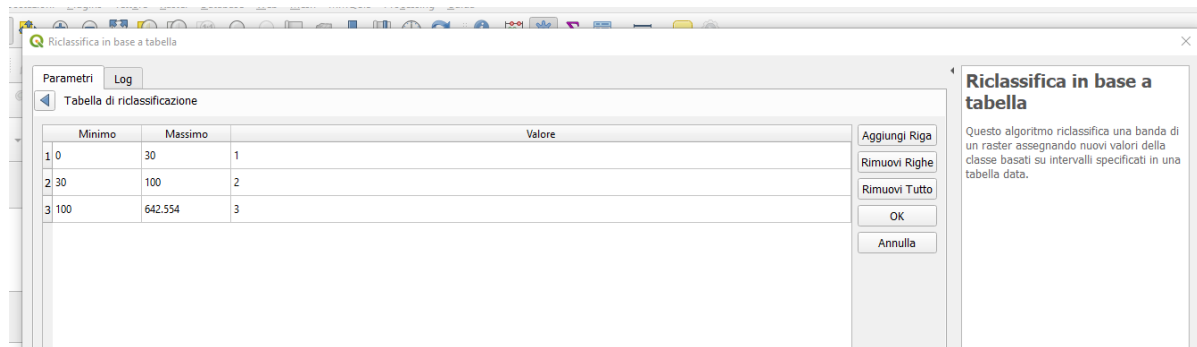 Riclassifica in base a tabella
Parametri Log
Tabella di riclassificazione
Minimo Massimo Valore
1 0 30 1
2 30 100 2
3 100 642.554 3
Aggiungi Riga
Rimuovi Righe
Rimuovi Tutto
OK
Annulla
Riclassifica in base a
tabella
Questo algoritmo riclassifica una banda di
un raster assegnando nuovi valori della
classe basati su intervalli specificati in una
tabella data.